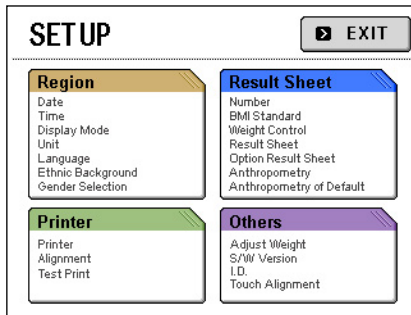 SETUP
EXIT
Region
Date
Time
Display Mode
Unit
Language
Ethnic Background
Gender Selection
Result Sheet
Number
BMI Standard
Weight Control
Result Sheet
Option Result Sheet
Anthropometry
Anthropometry of Default
Printer
Printer
Alignment
Test Print
Others
Adjust Weight
S/W Version
I.D.
Touch Alignment